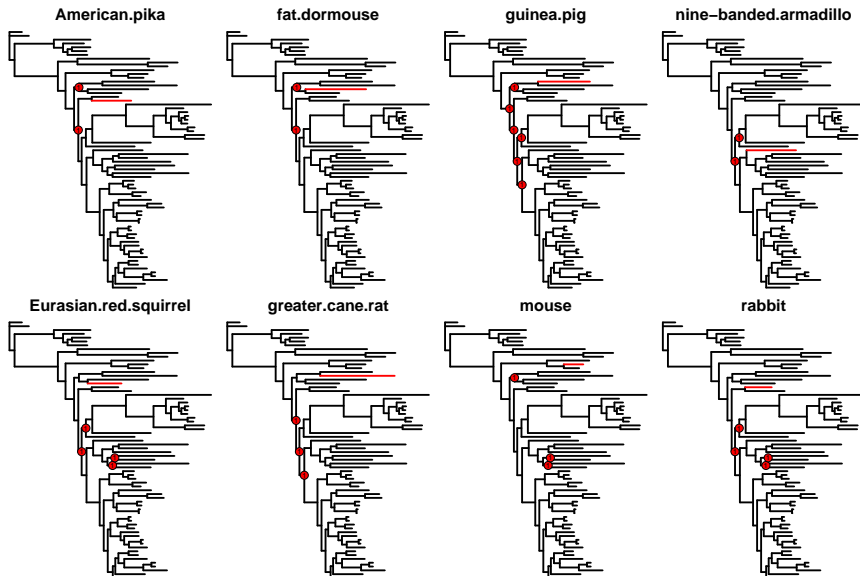 American.pika
fat.dormouse
guinea.pig
nine−banded.armadillo
Eurasian.red.squirrel
greater.cane.rat
mouse
rabbit